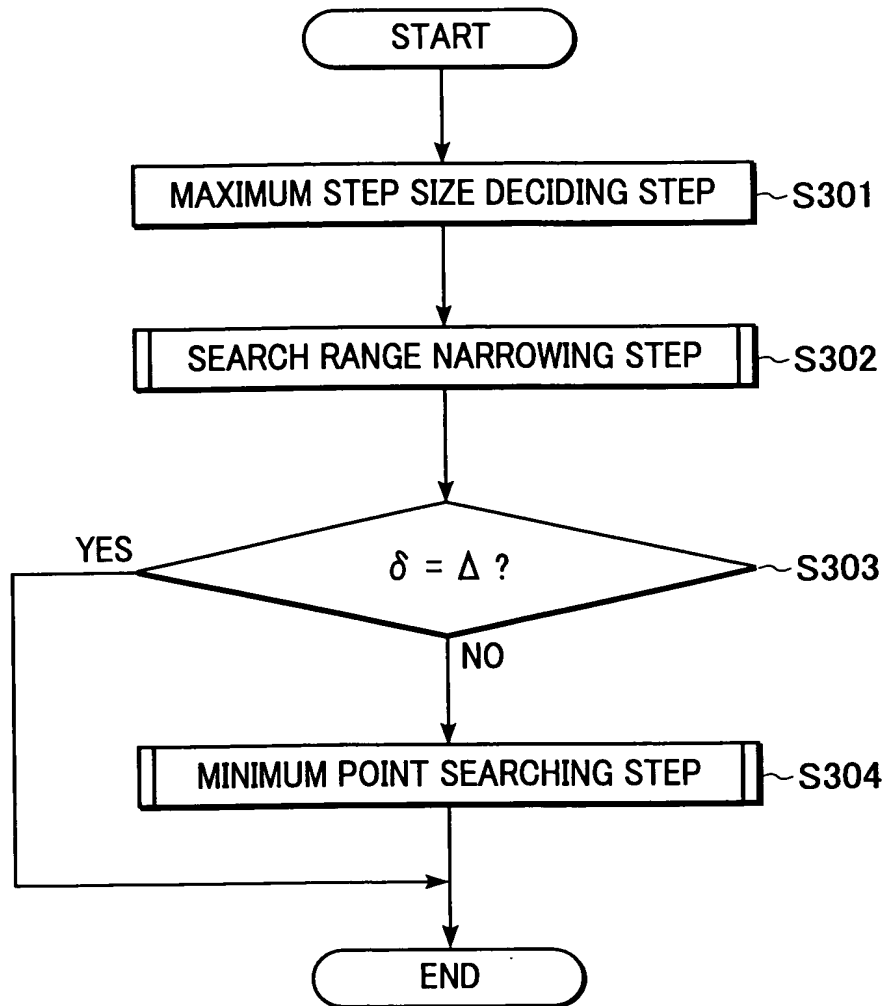 START
MAXIMUM STEP SIZE DECIDING STEP
S301
SEARCH RANGE NARROWING STEP
S302
YES
δ = Δ ?
S303
NO
MINIMUM POINT SEARCHING STEP
S304
END